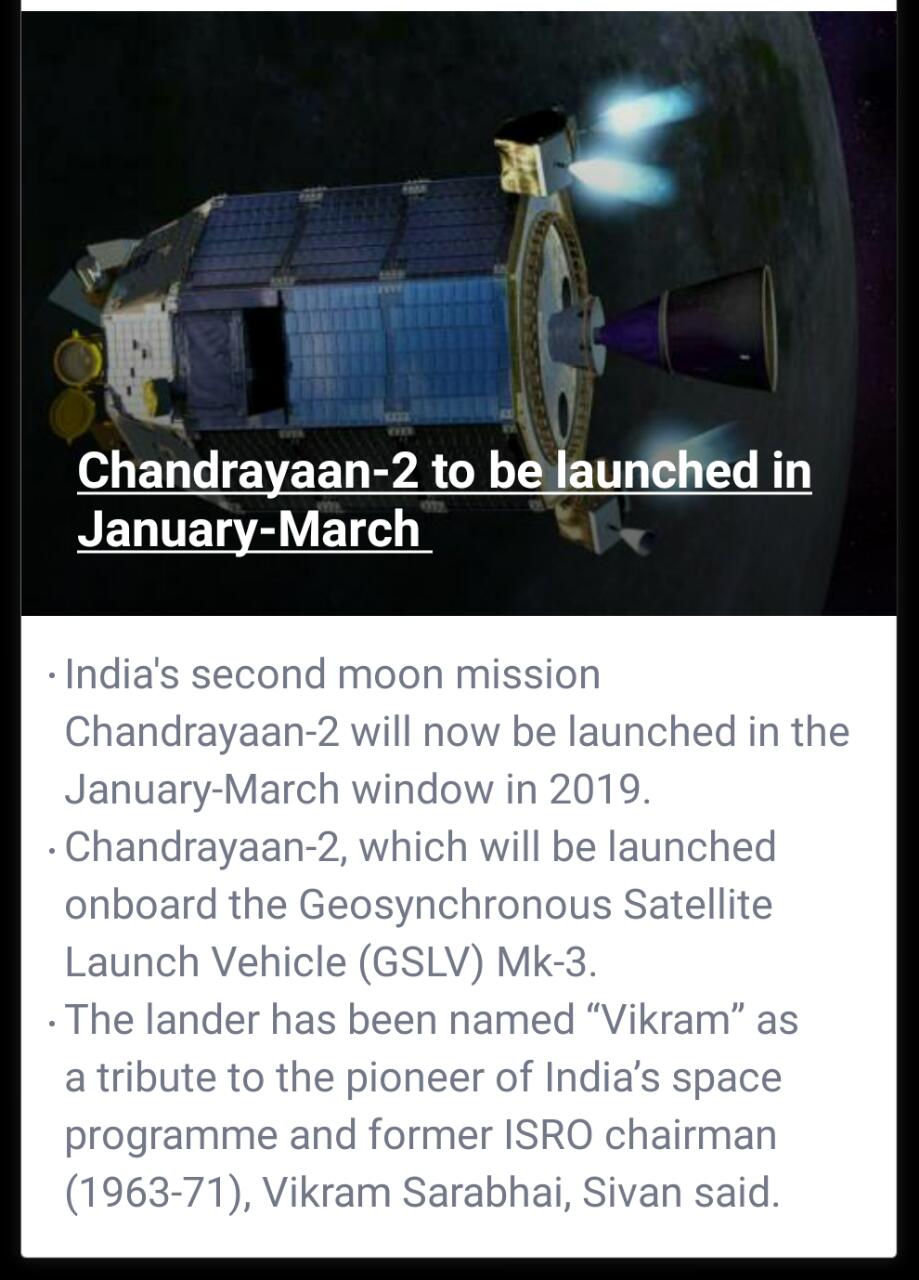 Chandrayaan-2 to be launched in
January-March
· India's second moon mission
Chandrayaan-2 will now be launched in the
January-March window in 2019.
· Chandrayaan-2, which will be launched
onboard the Geosynchronous Satellite
Launch Vehicle (GSLV) Mk-3.
· The lander has been named “Vikram” as
a tribute to the pioneer of India’s space
programme and former ISRO chairman
(1963-71), Vikram Sarabhai, Sivan said.